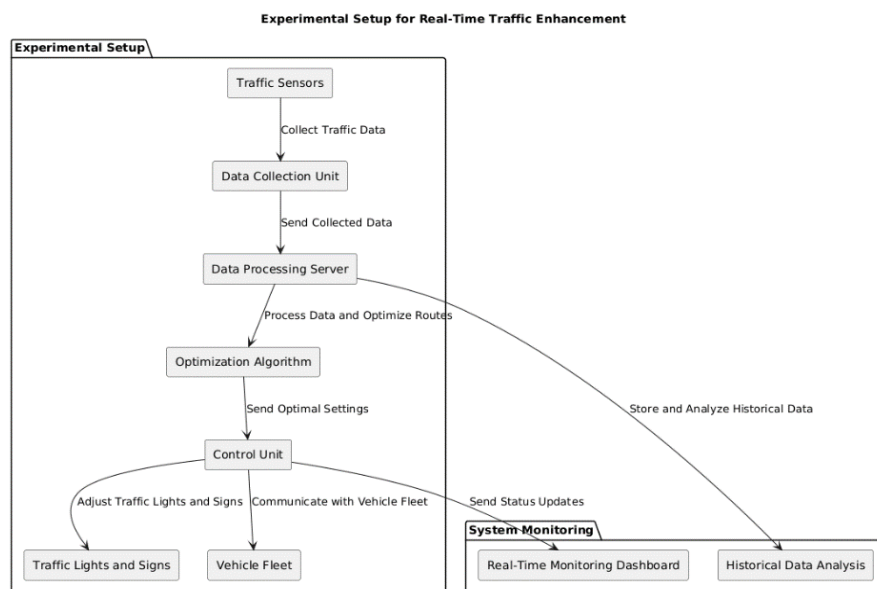 Experimental Setup for Real-Time Traffic Enhancement
Experimental Setup
Traffic Sensors
Collect Traffic Data
Data Collection Unit
Send Collected Data
Data Processing Server
Process Data and Optimize Routes
Optimization Algorithm
Store and Analyze Historical Data
Send Optimal Settings
Control Unit
Adjust Traffic Lights and Signs
Communicate with Vehicle Fleet
Send Status Updates
System Monitoring
Traffic Lights and Signs
Vehicle Fleet
Real-Time Monitoring Dashboard
Historical Data Analysis